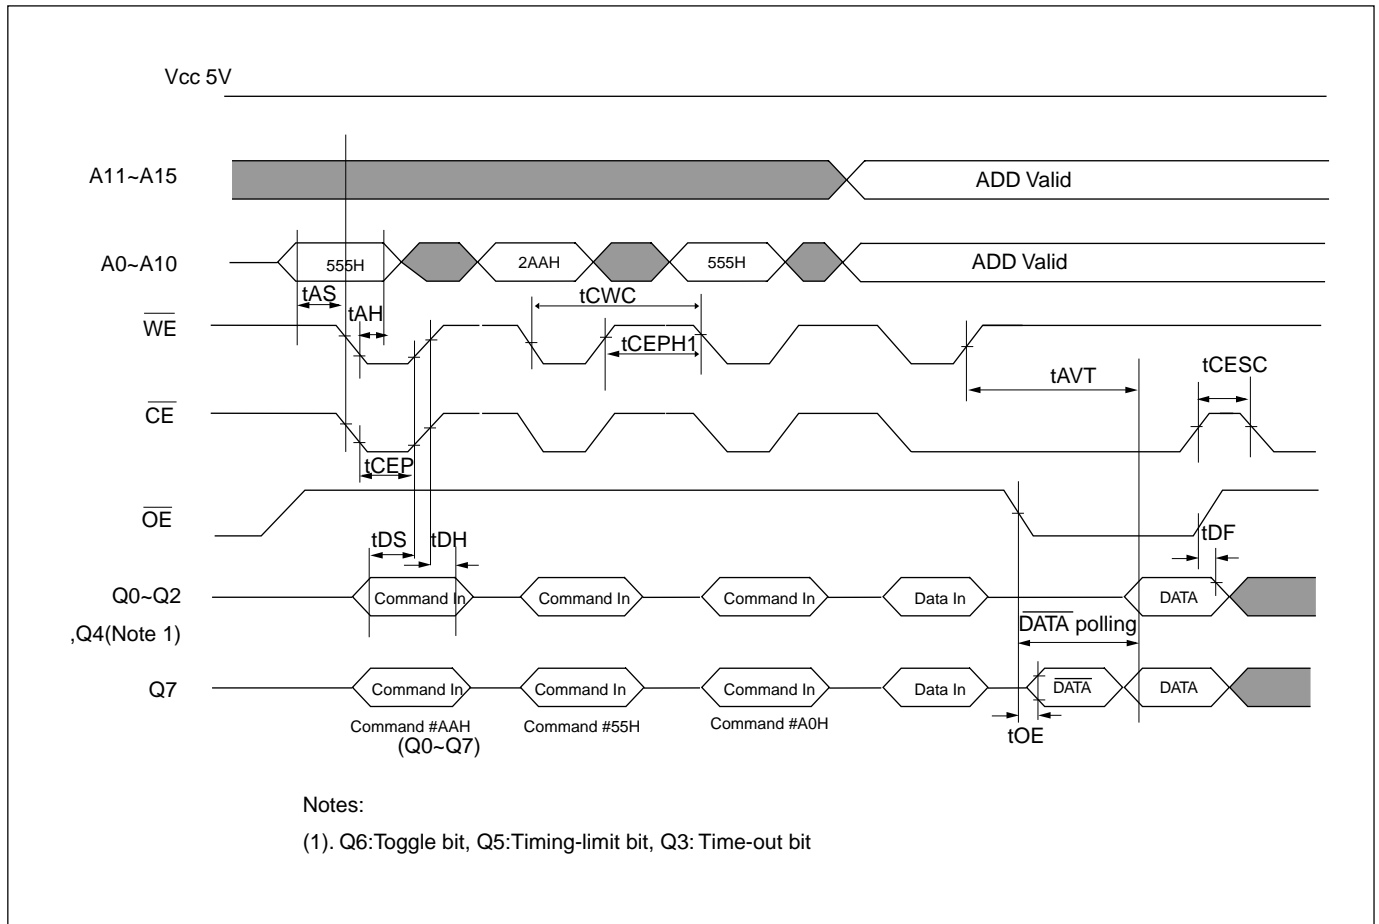 Vcc 5V
A11~A15
ADD Valid
A0~A10
555H
2AAH
555H
ADD Valid
tAS
tAH
tCWC
WE
tCEPH1
tAVT
tCESC
CE
tCEP
OE
tDS
tDH
tDF
Q0~Q2
Command In
Command In
Command In
Data In
DATA
,Q4(Note 1)
DATA polling
Q7
Command In
Command In
Command In
Data In
DATA
DATA
Command #AAH
Command #55H
Command #A0H
(Q0~Q7)
tOE
Notes:
(1). Q6:Toggle bit, Q5:Timing-limit bit, Q3: Time-out bit